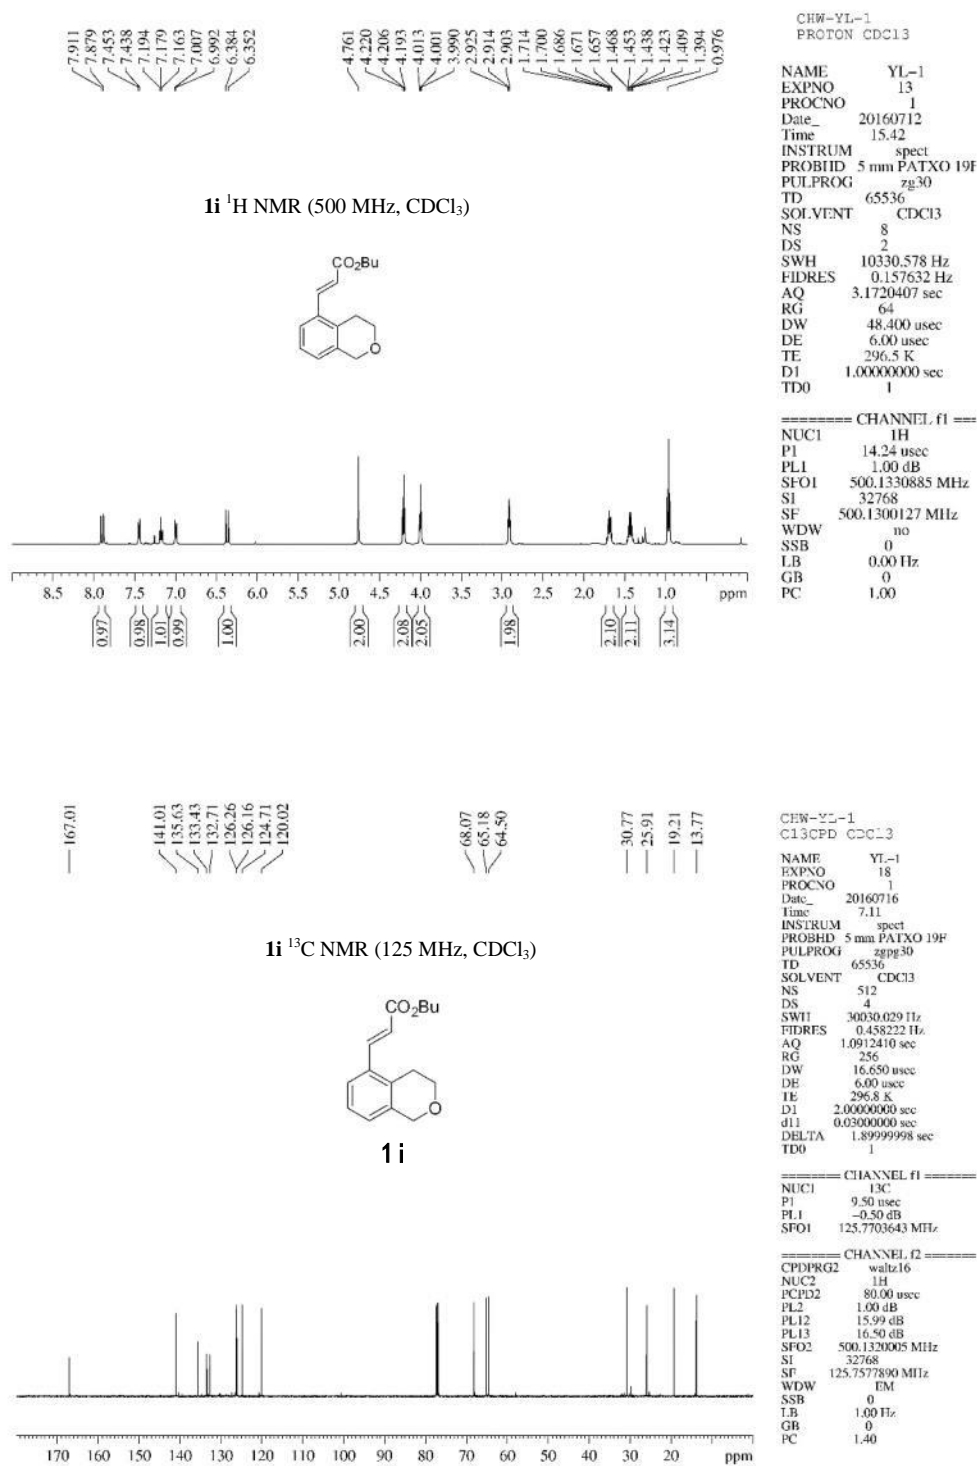 7.911
7.879
7.453
7.438
7.194
7.179
7.163
7.007
6.992
6.384
6.352
4.761
4.220
4.206
4.193
4.013
4.001
3.990
2.925
2.914
2.903
1.714
1.700
1.686
1.671
1.657
1.468
1.453
1.438
1.423
1.409
1.394
0.976
CHW-YL-1
PROTON CDC13
NAME YL-1
EXPNO 13
PROCNO 1
Date_ 20160712
Time 15.42
INSTRUM spect
PROBHD 5 mm PATXO 19F
PULPROG zg30
TD 65536
SOLVENT CDCl3
NS 8
DS 2
SWH 10330.578 Hz
FIDRES 0.157632 Hz
AQ 3.1720407 sec
RG 64
DW 48.400 usec
DE 6.00 usec
TE 296.5 K
D1 1.00000000 sec
TD0 1
======== CHANNEL f1 ===
NUC1 1H
P1 14.24 usec
PL1 1.00 dB
SFO1 500.1330885 MHz
SI 32768
SF 500.1300127 MHz
WDW no
SSB 0
LB 0.00 Hz
GB 0
PC 1.00
1i ¹H NMR (500 MHz, CDCl₃)
CO₂Bu
O
8.5 8.0 7.5 7.0 6.5 6.0 5.5 5.0 4.5 4.0 3.5 3.0 2.5 2.0 1.5 1.0 ppm
0.97
0.98
1.01
0.99
1.00
2.00
2.08
2.05
1.98
2.10
2.11
3.14
167.01
141.01
135.63
133.43
132.71
126.26
126.16
124.71
120.02
68.07
65.18
64.50
30.77
25.91
19.21
13.77
CHW-YL-1
C13CPD CDC13
NAME YL-1
EXPNO 18
PROCNO 1
Date_ 20160716
Time 7.11
INSTRUM spect
PROBHD 5 mm PATXO 19F
PULPROG zgpg30
TD 65536
SOLVENT CDCl3
NS 512
DS 4
SWH 30030.029 Hz
FIDRES 0.458222 Hz
AQ 1.0912410 sec
RG 256
DW 16.650 usec
DE 6.00 usec
TE 296.8 K
D1 2.00000000 sec
d11 0.03000000 sec
DELTA 1.89999998 sec
TD0 1
======== CHANNEL f1 ========
NUC1 13C
P1 9.50 usec
PL1 -0.50 dB
SFO1 125.7703643 MHz
======== CHANNEL f2 ========
CPDPRG2 waltz16
NUC2 1H
PCPD2 80.00 usec
PL2 1.00 dB
PL12 15.99 dB
PL13 16.50 dB
SFO2 500.1320005 MHz
SI 32768
SF 125.7577890 MHz
WDW EM
SSB 0
LB 1.00 Hz
GB 0
PC 1.40
1i ¹³C NMR (125 MHz, CDCl₃)
CO₂Bu
O
1i
170 160 150 140 130 120 110 100 90 80 70 60 50 40 30 20 ppm